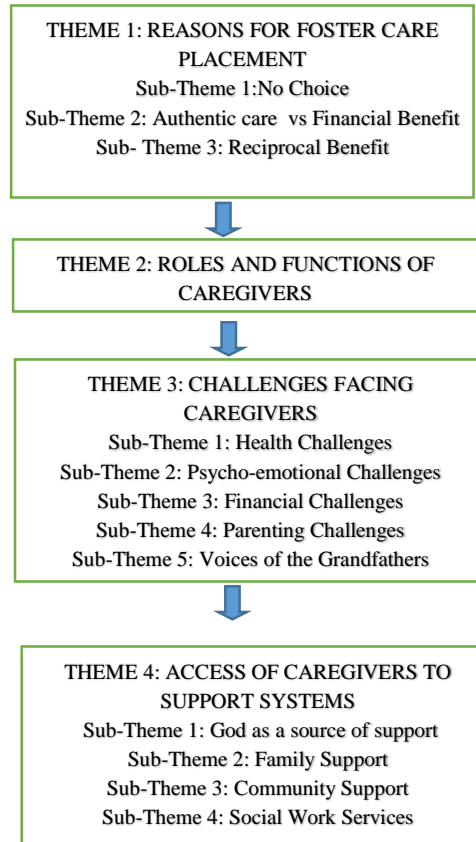 THEME 1: REASONS FOR FOSTER CARE
PLACEMENT
Sub-Theme 1:No Choice
Sub-Theme 2: Authentic care vs Financial Benefit
Sub- Theme 3: Reciprocal Benefit
THEME 2: ROLES AND FUNCTIONS OF
CAREGIVERS
THEME 3: CHALLENGES FACING
CAREGIVERS
Sub-Theme 1: Health Challenges
Sub-Theme 2: Psycho-emotional Challenges
Sub-Theme 3: Financial Challenges
Sub-Theme 4: Parenting Challenges
Sub-Theme 5: Voices of the Grandfathers
THEME 4: ACCESS OF CAREGIVERS TO
SUPPORT SYSTEMS
Sub-Theme 1: God as a source of support
Sub-Theme 2: Family Support
Sub-Theme 3: Community Support
Sub-Theme 4: Social Work Services